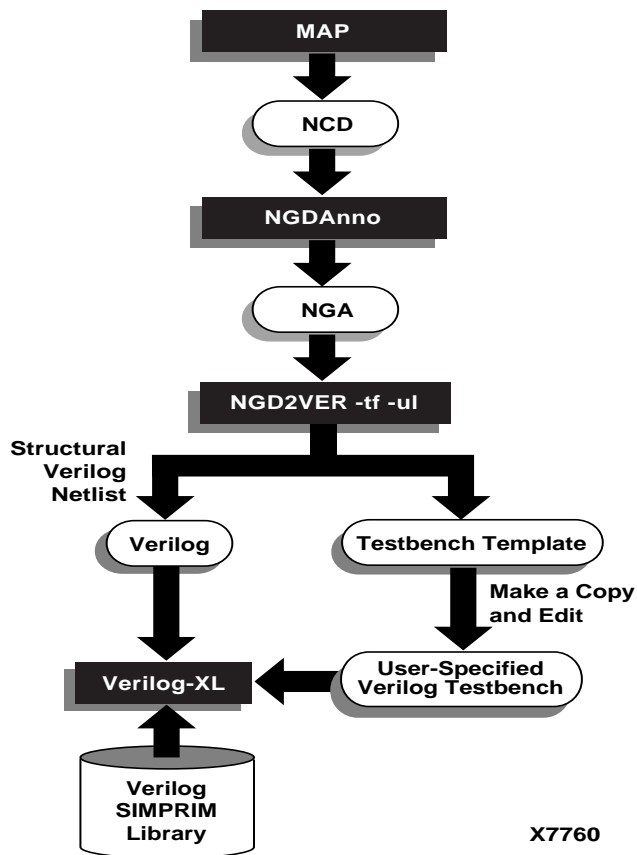 MAP
NCD
NGDAnno
NGA
NGD2VER -tf -ul
Structural
Verilog
Netlist
Verilog
Testbench Template
Make a Copy
and Edit
Verilog-XL
User-Specified
Verilog Testbench
Verilog
SIMPRIM
Library
X7760